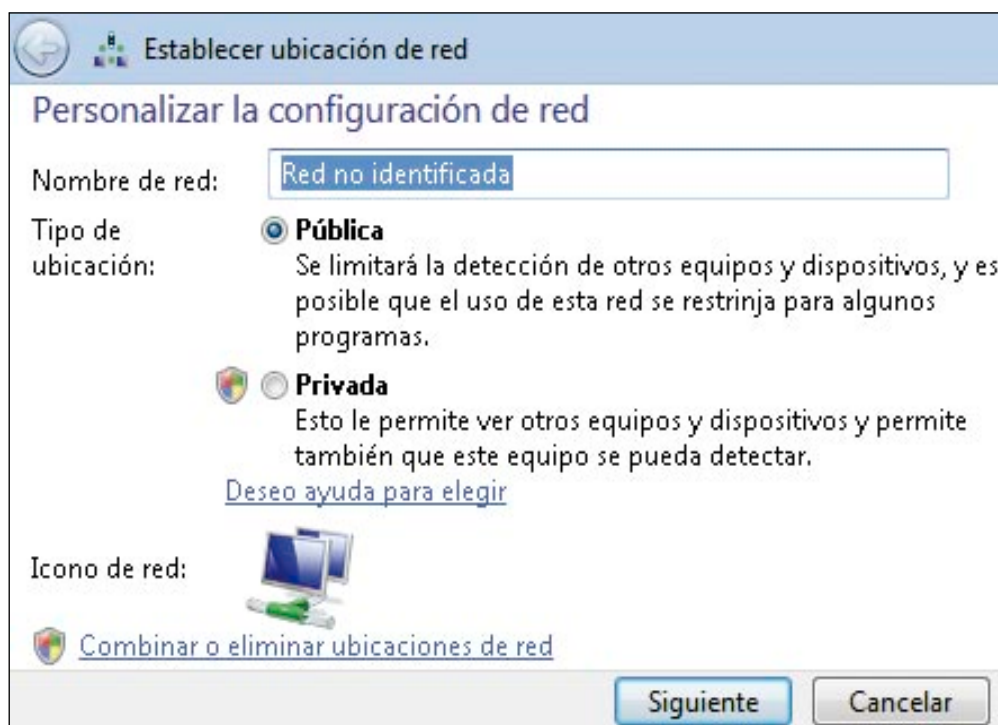 Establecer ubicación de red
Personalizar la configuración de red
Nombre de red:
Red no identificada
Tipo de
ubicación:
Pública
Se limitará la detección de otros equipos y dispositivos, y es
posible que el uso de esta red se restrinja para algunos
programas.
Privada
Esto le permite ver otros equipos y dispositivos y permite
también que este equipo se pueda detectar.
Deseo ayuda para elegir
Icono de red:
Combinar o eliminar ubicaciones de red
Siguiente
Cancelar